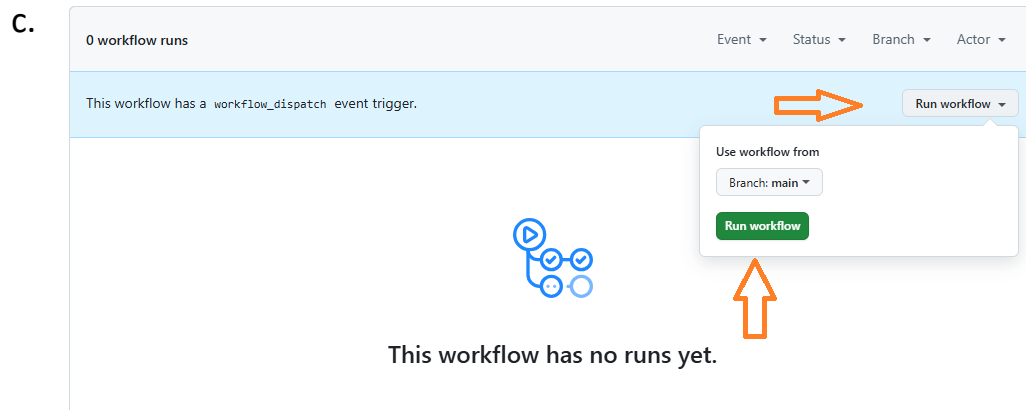 C.
0 workflow runs
Event Status Branch Actor
This workflow has a workflow_dispatch event trigger.
Run workflow
Use workflow from
Branch: main
Run workflow
This workflow has no runs yet.